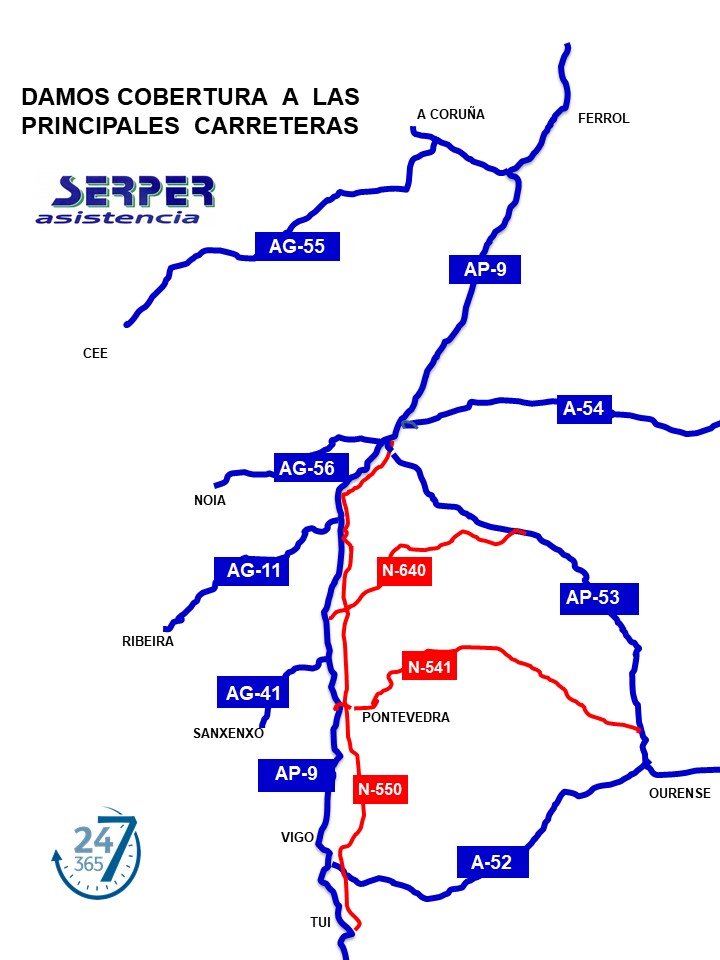 DAMOS COBERTURA A LAS
PRINCIPALES CARRETERAS
SERPER
asistencia
A CORUÑA
FERROL
AG-55
AP-9
CEE
A-54
AG-56
NOIA
AG-11
N-640
AP-53
RIBEIRA
N-541
AG-41
PONTEVEDRA
SANXENXO
AP-9
N-550
OURENSE
VIGO
24 7
365
A-52
TUI